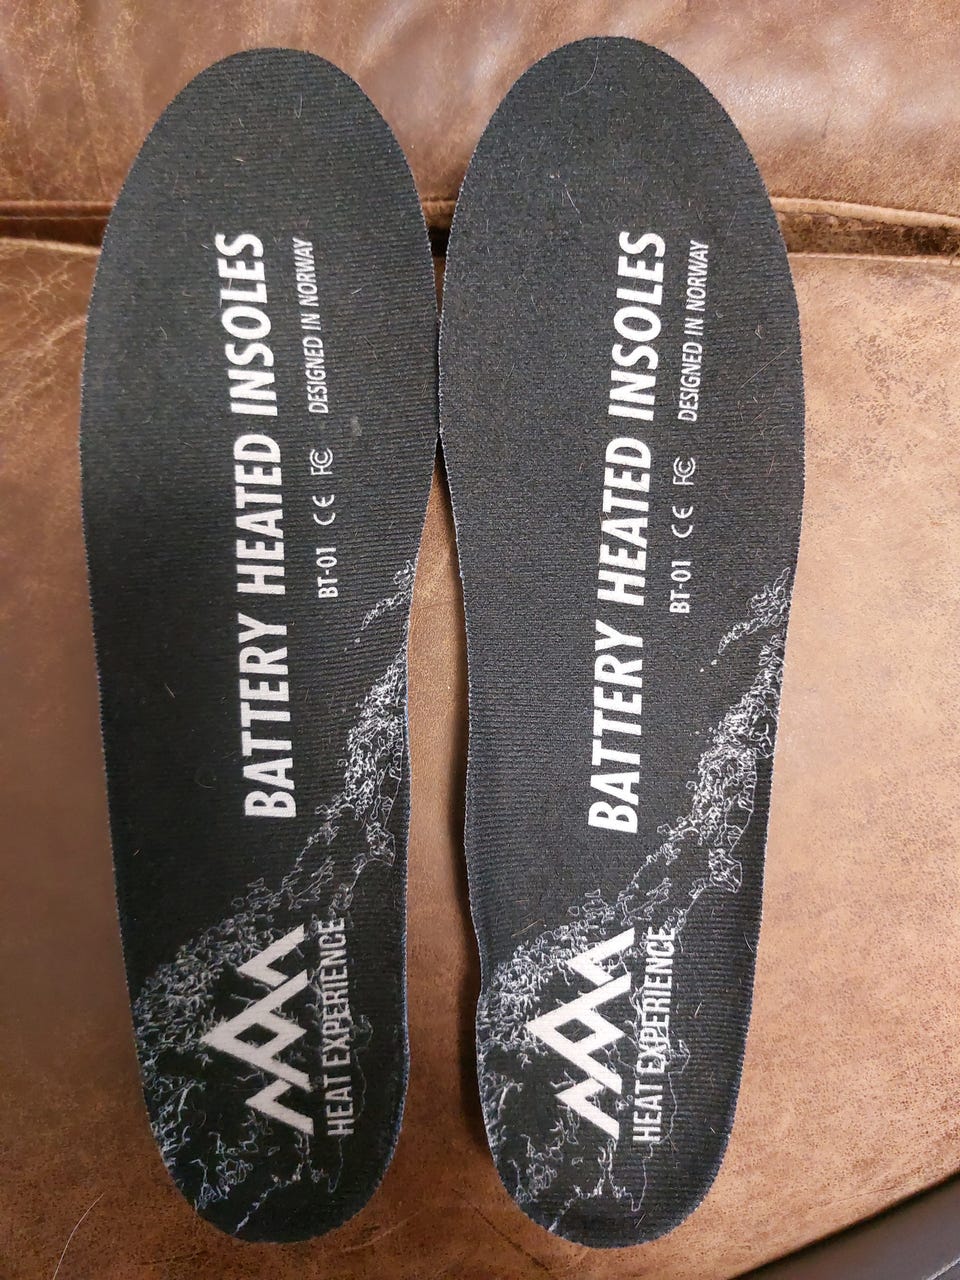 BATTERY HEATED INSOLES
BT-01 CE FC DESIGNED IN NORWAY
HEAT EXPERIENCE
BATTERY HEATED INSOLES
BT-01 CE FC DESIGNED IN NORWAY
HEAT EXPERIENCE